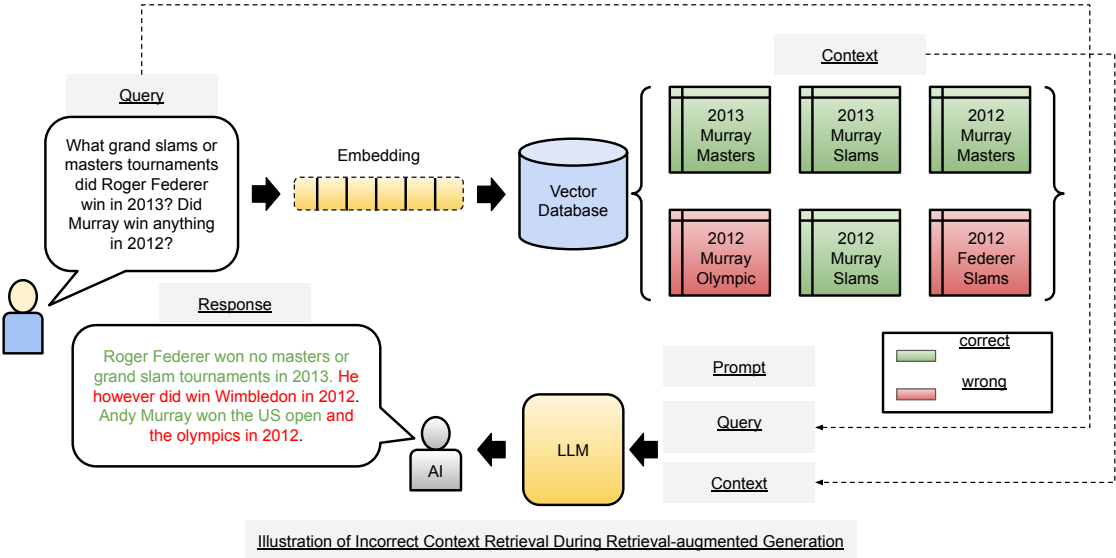 Query
What grand slams or
masters tournaments
did Roger Federer
win in 2013? Did
Murray win anything
in 2012?
Embedding
Vector
Database
Context
2013
Murray
Masters
2013
Murray
Slams
2012
Murray
Masters
2012
Murray
Olympic
2012
Murray
Slams
2012
Federer
Slams
correct
wrong
Prompt
Query
Context
LLM
AI
Response
Roger Federer won no masters or
grand slam tournaments in 2013. He
however did win Wimbledon in 2012.
Andy Murray won the US open and
the olympics in 2012.
Illustration of Incorrect Context Retrieval During Retrieval-augmented Generation